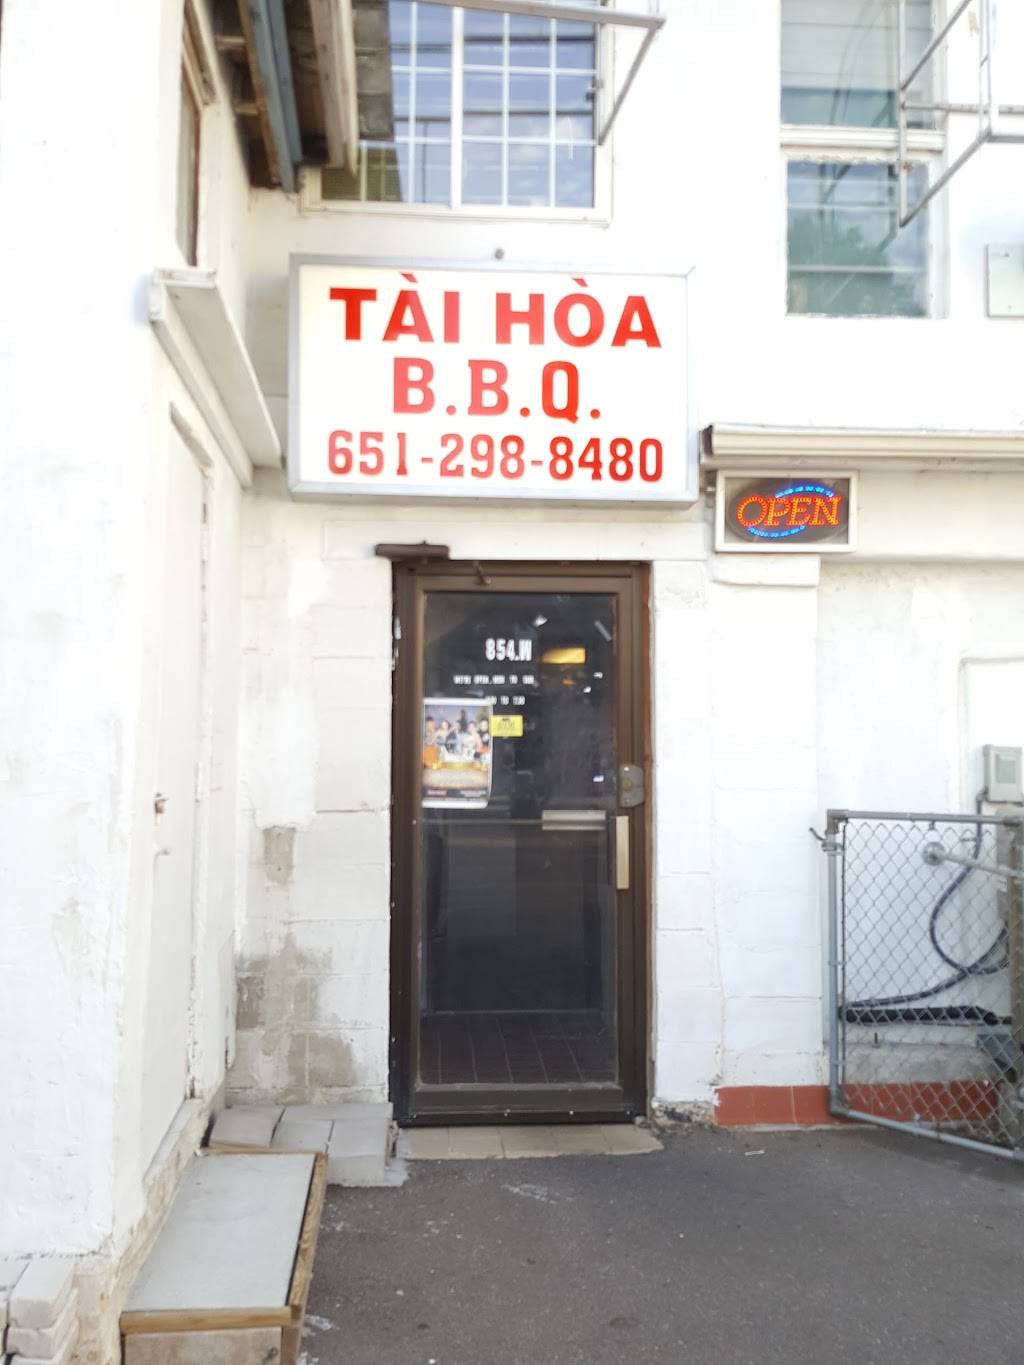 TÀI HÒA
B.B.Q.
651-298-8480
OPEN
854.W